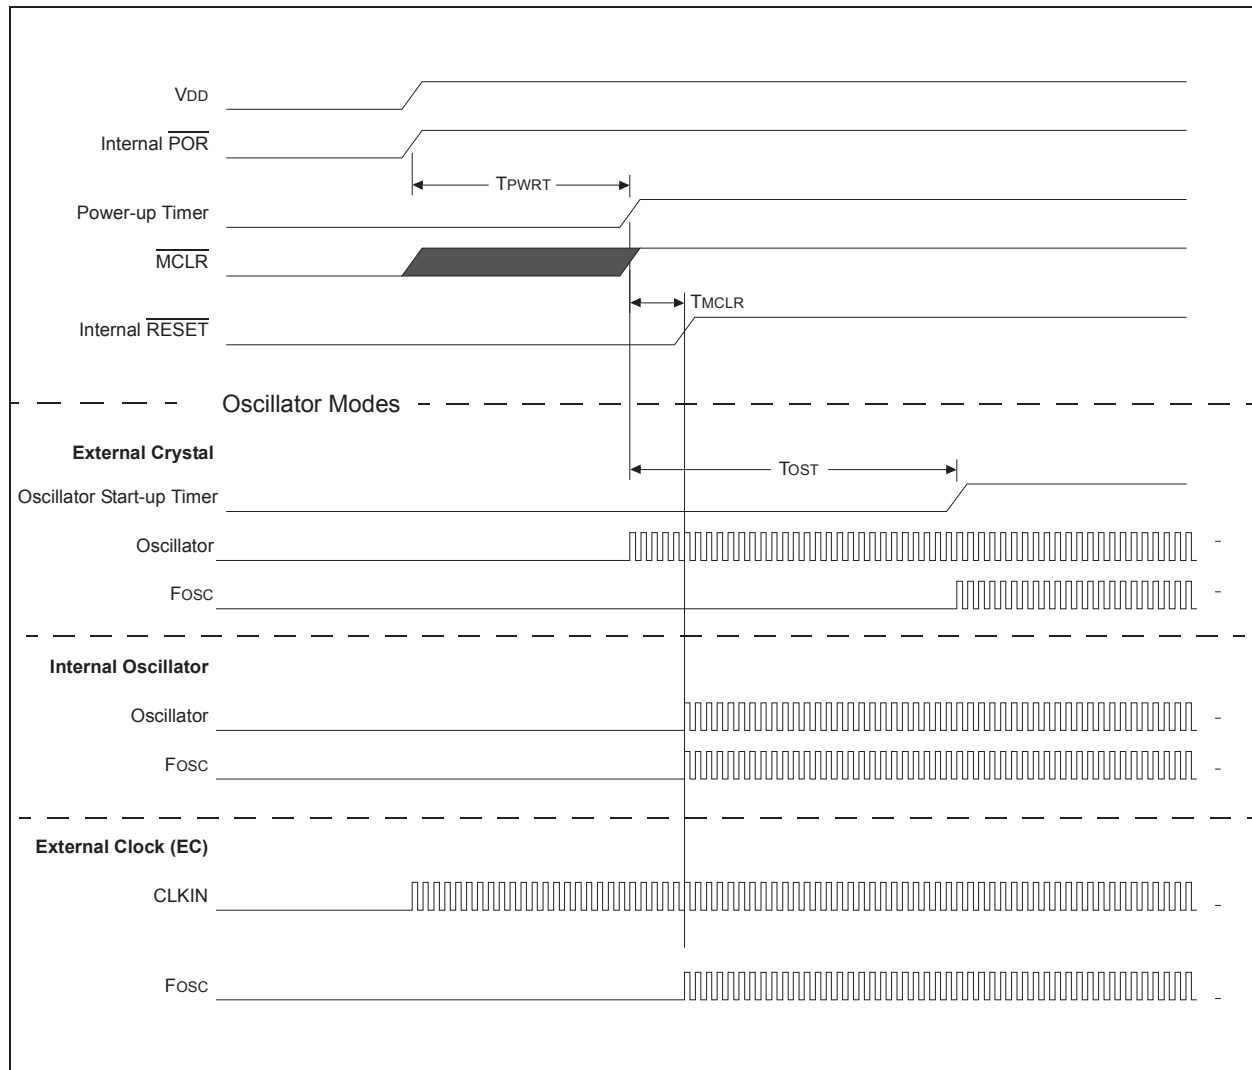 VDD
Internal POR
TPWRT
Power-up Timer
MCLR
TMCLR
Internal RESET
Oscillator Modes
External Crystal
TOST
Oscillator Start-up Timer
Oscillator
FOSC
Internal Oscillator
Oscillator
FOSC
External Clock (EC)
CLKIN
FOSC